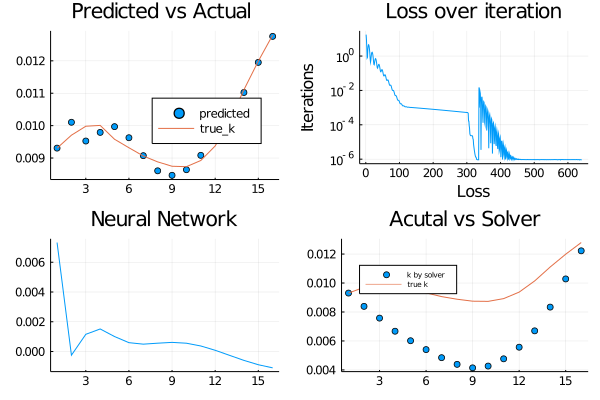 Predicted vs Actual
0.012
0.011
0.010
0.009
predicted
true_k
3 6 9 12 15
Loss over iteration
Iterations
10^0
10^-2
10^-4
10^-6
0 100 200 300 400 500 600
Loss
Neural Network
0.006
0.004
0.002
0.000
3 6 9 12 15
Acutal vs Solver
0.012
0.010
0.008
0.006
0.004
k by solver
true k
3 6 9 12 15